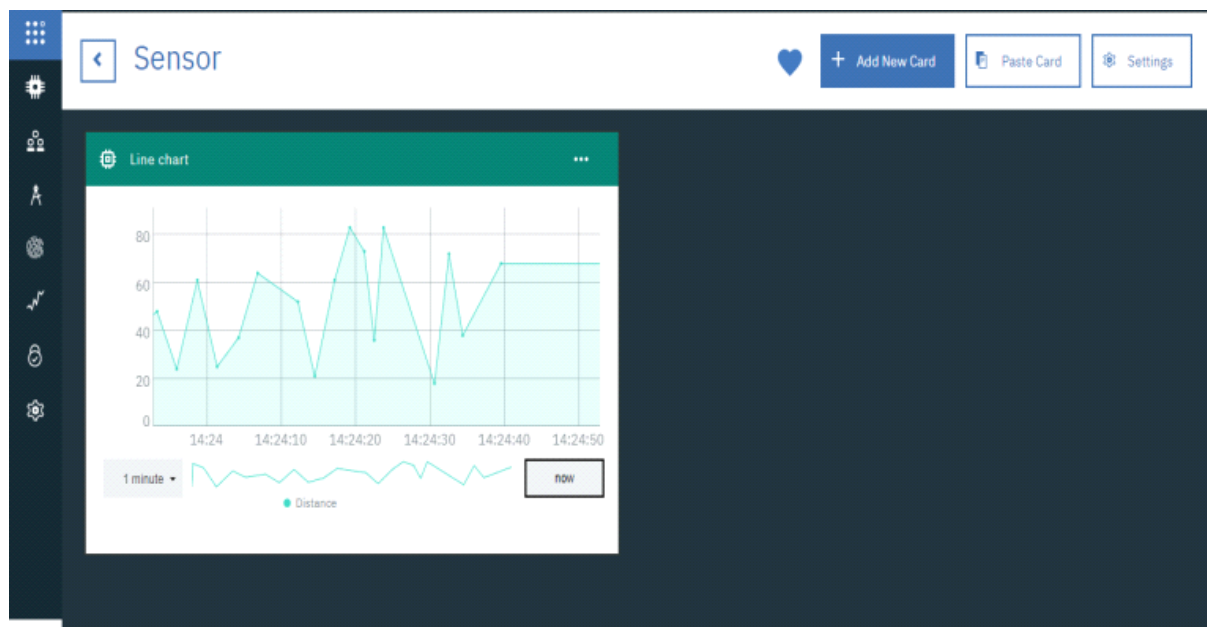 Sensor
+ Add New Card
Paste Card
Settings
Line chart
80
60
40
20
0
14:24 14:24:10 14:24:20 14:24:30 14:24:40 14:24:50
1 minute
now
Distance